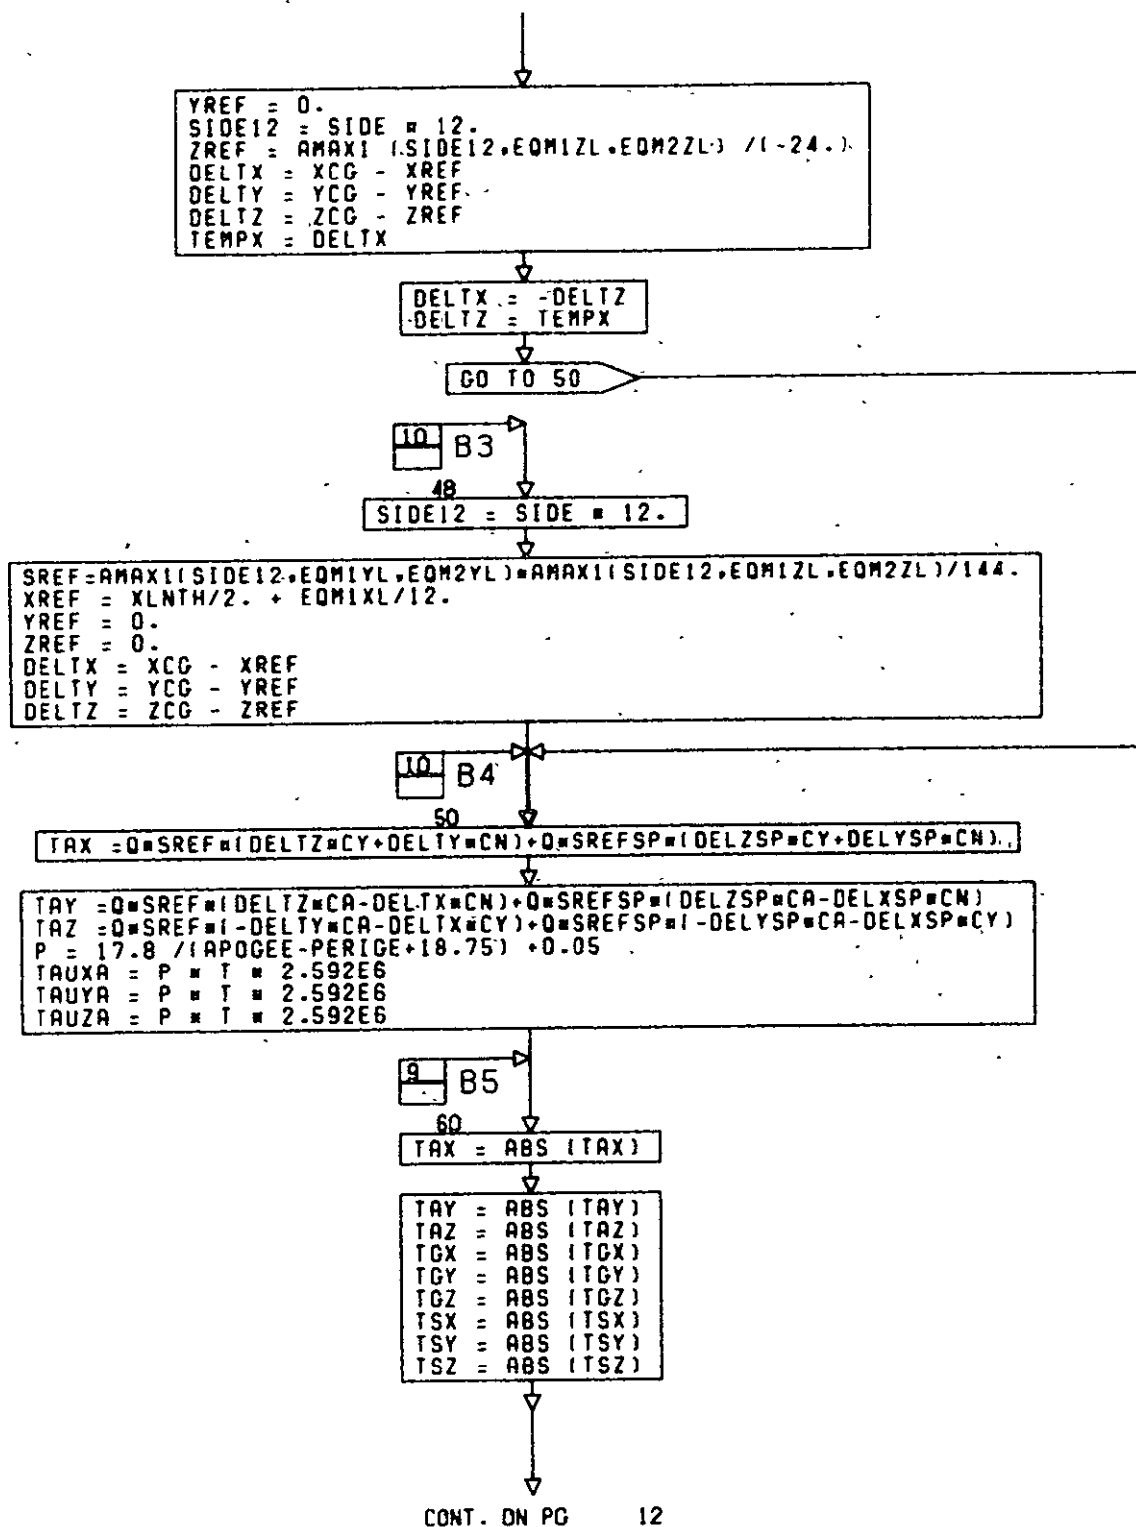 YREF = 0.
SIDE12 = SIDE * 12.
ZREF = AMAX1 (SIDE12,EQM1ZL,EQM2ZL) /(-24.)
DELTX = XCG - XREF
DELTY = YCG - YREF
DELTZ = ZCG - ZREF
TEMPX = DELTX
DELTX = -DELTZ
DELTZ = TEMPX
GO TO 50
10 B3
48
SIDE12 = SIDE * 12.
SREF=AMAX1(SIDE12,EQM1YL,EQM2YL)*AMAX1(SIDE12,EQM1ZL,EQM2ZL)/144.
XREF = XLNTH/2. + EQM1XL/12.
YREF = 0.
ZREF = 0.
DELTX = XCG - XREF
DELTY = YCG - YREF
DELTZ = ZCG - ZREF
10 B4
50
TAX =Q*SREF*(DELTZ*CY+DELTY*CN)+Q*SREFSP*(DELZSP*CY+DELYSP*CN)
TAY =Q*SREF*(DELTZ*CA-DELTX*CN)+Q*SREFSP*(DELZSP*CA-DELXSP*CN)
TAZ =Q*SREF*(-DELTY*CA-DELTX*CY)+Q*SREFSP*(-DELYSP*CA-DELXSP*CY)
P = 17.8 /(APOGEE-PERIGE+18.75) +0.05
TAUXA = P * T * 2.592E6
TAUYA = P * T * 2.592E6
TAUZA = P * T * 2.592E6
9 B5
60
TAX = ABS (TAX)
TAY = ABS (TAY)
TAZ = ABS (TAZ)
TGX = ABS (TGX)
TGY = ABS (TGY)
TGZ = ABS (TGZ)
TSX = ABS (TSX)
TSY = ABS (TSY)
TSZ = ABS (TSZ)
CONT. ON PG 12